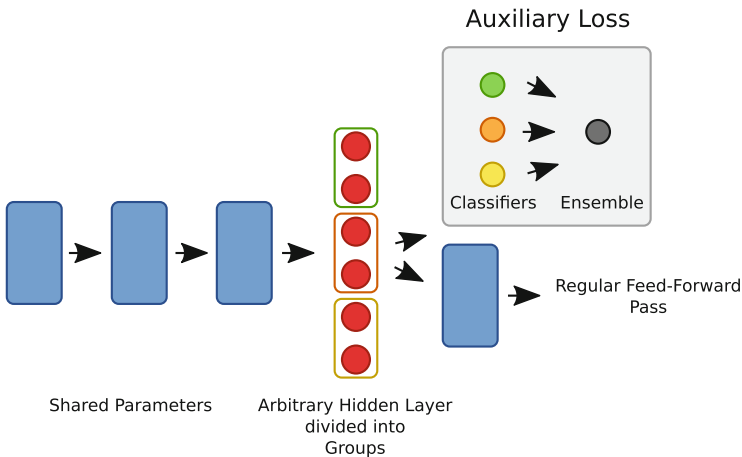 Auxiliary Loss
Classifiers
Ensemble
Regular Feed-Forward
Pass
Shared Parameters
Arbitrary Hidden Layer
divided into
Groups